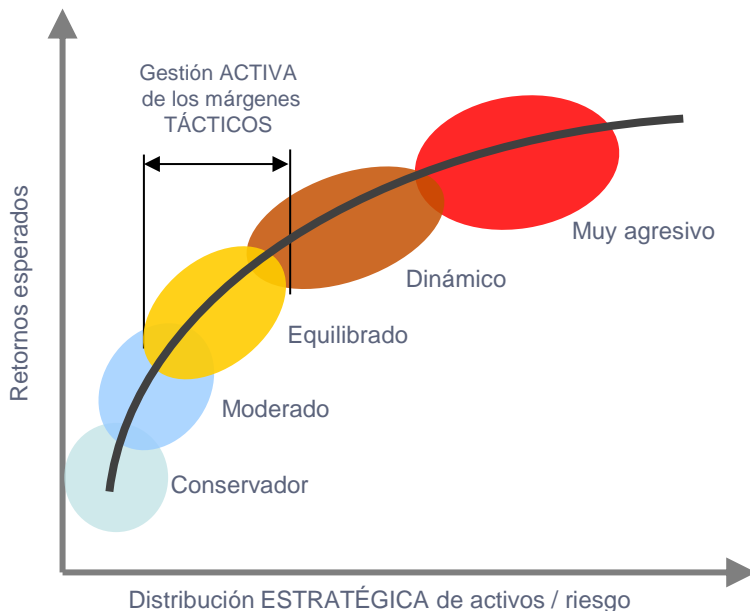 Gestión ACTIVA
de los márgenes
TÁCTICOS
Muy agresivo
Dinámico
Equilibrado
Moderado
Conservador
Retornos esperados
Distribución ESTRATÉGICA de activos / riesgo